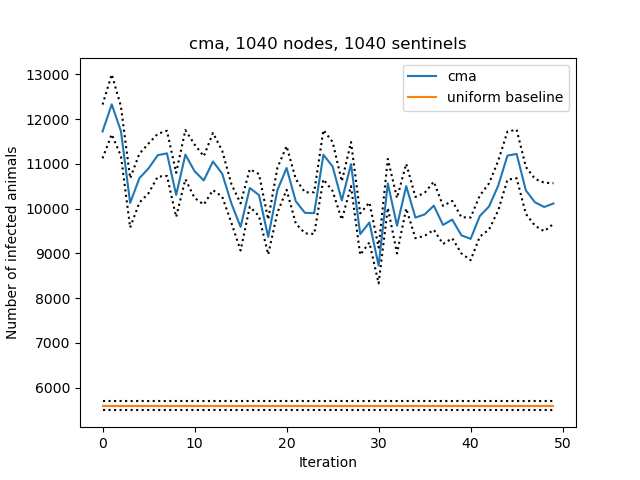 cma, 1040 nodes, 1040 sentinels
13000
12000
11000
10000
9000
8000
7000
6000
Number of infected animals
cma
uniform baseline
0
10
20
30
40
50
Iteration